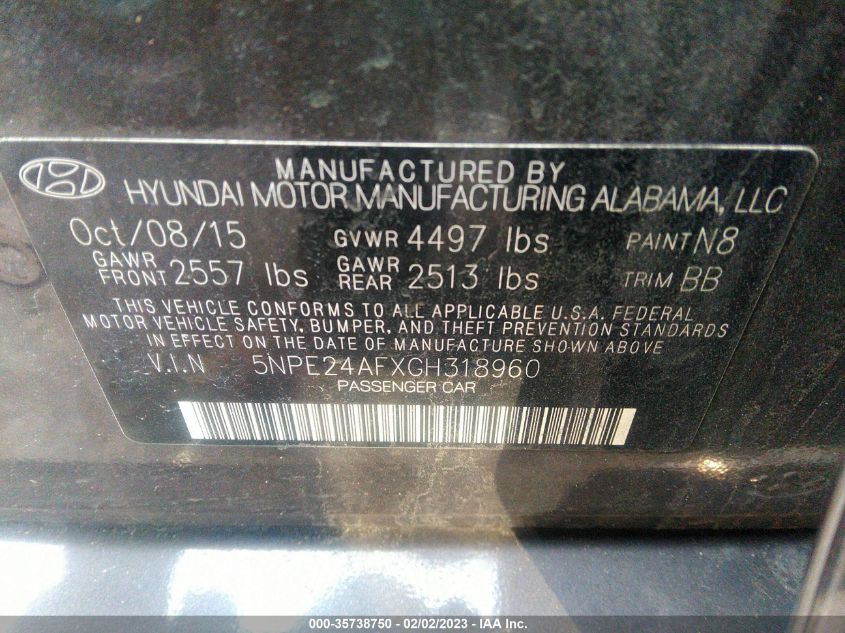 MANUFACTURED BY
HYUNDAI MOTOR MANUFACTURING ALABAMA, LLC
Oct/08/15 GVWR 4497 lbs PAINT N8
GAWR FRONT 2557 lbs GAWR REAR 2513 lbs TRIM BB
THIS VEHICLE CONFORMS TO ALL APPLICABLE U.S.A. FEDERAL
MOTOR VEHICLE SAFETY, BUMPER, AND THEFT PREVENTION STANDARDS
IN EFFECT ON THE DATE OF MANUFACTURE SHOWN ABOVE
V.I.N 5NPE24AFXGH318960
PASSENGER CAR
000-35738750 - 02/02/2023 - IAA Inc.